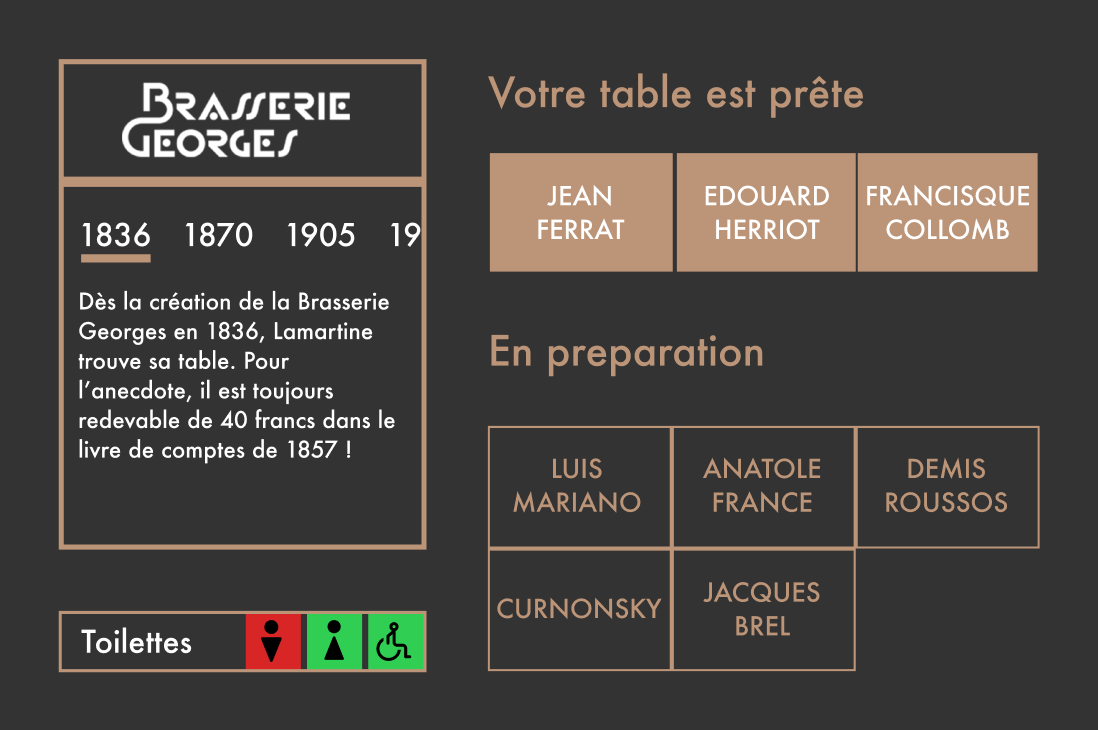 BRASSERIE
GEORGES
1836 1870 1905 19
Dès la création de la Brasserie
Georges en 1836, Lamartine
trouve sa table. Pour
l’anecdote, il est toujours
redevable de 40 francs dans le
livre de comptes de 1857 !
Toilettes
Votre table est prête
JEAN
FERRAT
EDOUARD
HERRIOT
FRANCISQUE
COLLOMB
En preparation
LUIS
MARIANO
ANATOLE
FRANCE
DEMIS
ROUSSOS
CURNONSKY
JACQUES
BREL